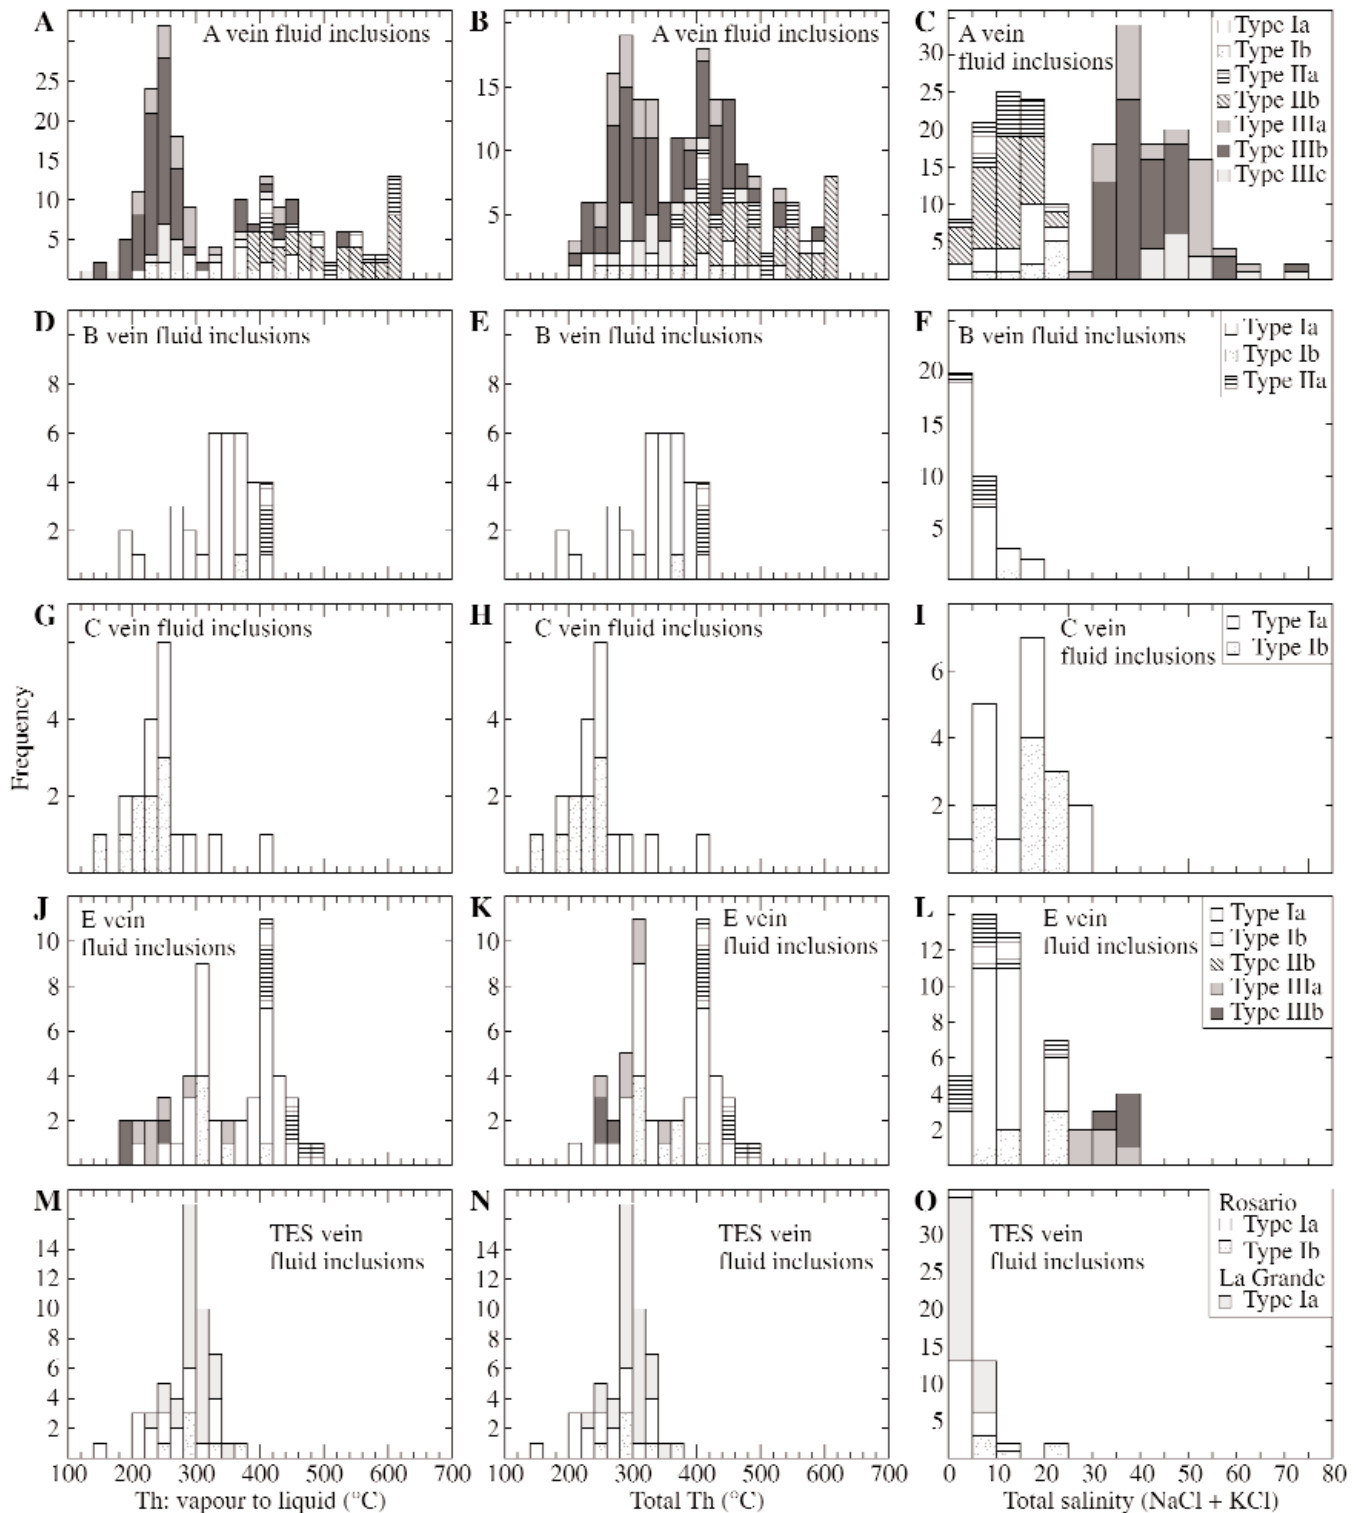 A
A vein fluid inclusions
25
20
15
10
5
B
A vein fluid inclusions
15
10
5
C
A vein
fluid inclusions
35
30
25
20
15
10
5
Type Ia
Type Ib
Type IIa
Type IIb
Type IIIa
Type IIIb
Type IIIc
D
B vein fluid inclusions
8
6
4
2
E
B vein fluid inclusions
8
6
4
2
F
B vein fluid inclusions
20
15
10
5
Type Ia
Type Ib
Type IIa
G
C vein fluid inclusions
4
2
H
C vein fluid inclusions
4
2
I
C vein
fluid inclusions
6
4
2
Type Ia
Type Ib
Frequency
J
E vein
fluid inclusions
10
8
6
4
2
K
E vein
fluid inclusions
10
8
6
4
2
L
E vein
fluid inclusions
14
12
10
8
6
4
2
Type Ia
Type Ib
Type IIb
Type IIIa
Type IIIb
M
TES vein
fluid inclusions
14
12
10
8
6
4
2
100 200 300 400 500 600 700
Th: vapour to liquid (°C)
N
TES vein
fluid inclusions
14
12
10
8
6
4
2
100 200 300 400 500 600 700
Total Th (°C)
O
TES vein
fluid inclusions
30
25
20
15
10
5
Rosario
Type Ia
Type Ib
La Grande
Type Ia
0 10 20 30 40 50 60 70 80
Total salinity (NaCl + KCl)